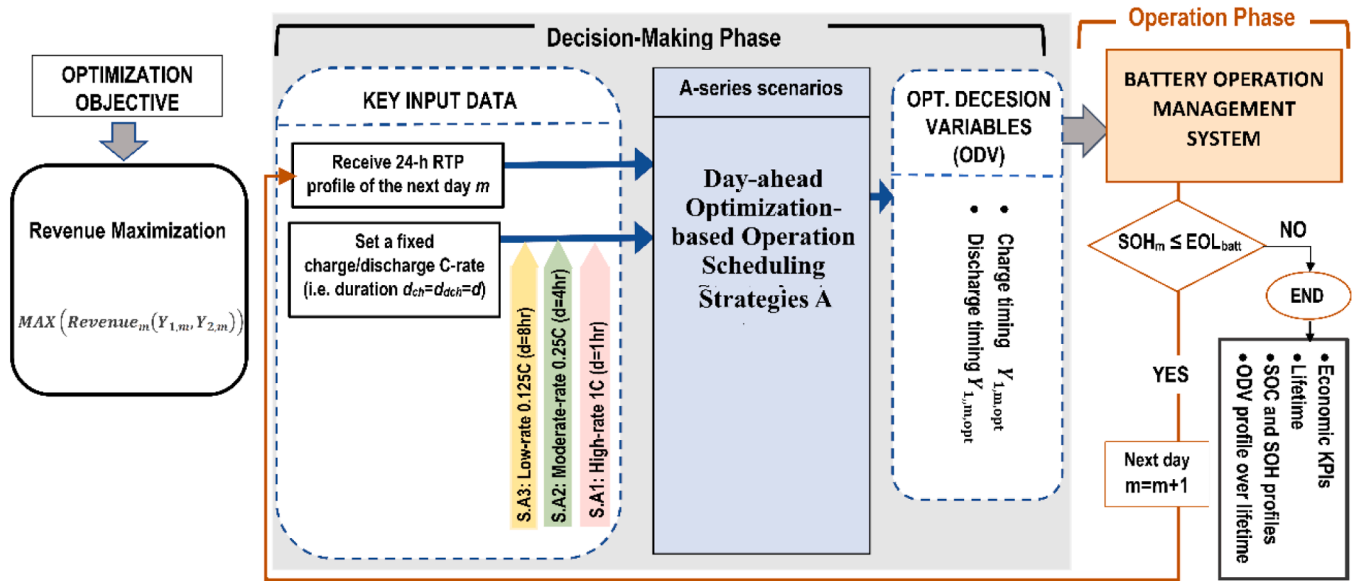 OPTIMIZATION
OBJECTIVE
Revenue Maximization
MAX(Revenueₘ(Y₁,ₘ,Y₂,ₘ))
Decision-Making Phase
KEY INPUT DATA
Receive 24-h RTP
profile of the next day m
Set a fixed
charge/discharge C-rate
(i.e. duration d_ch=d_dch=d)
S.A3: Low-rate 0.125C (d=8hr)
S.A2: Moderate-rate 0.25C (d=4hr)
S.A1: High-rate 1C (d=1hr)
A-series scenarios
Day-ahead
Optimization-
based Operation
Scheduling
Strategies A
OPT. DECESION
VARIABLES
(ODV)
• Charge timing Y_1,m,opt
• Discharge timing Y_1,,m,opt
Operation Phase
BATTERY OPERATION
MANAGEMENT
SYSTEM
SOHₘ ≤ EOL_batt
NO
END
YES
Next day
m=m+1
• Economic KPIs
• Lifetime
• SOC and SOH profiles
• ODV profile over lifetime